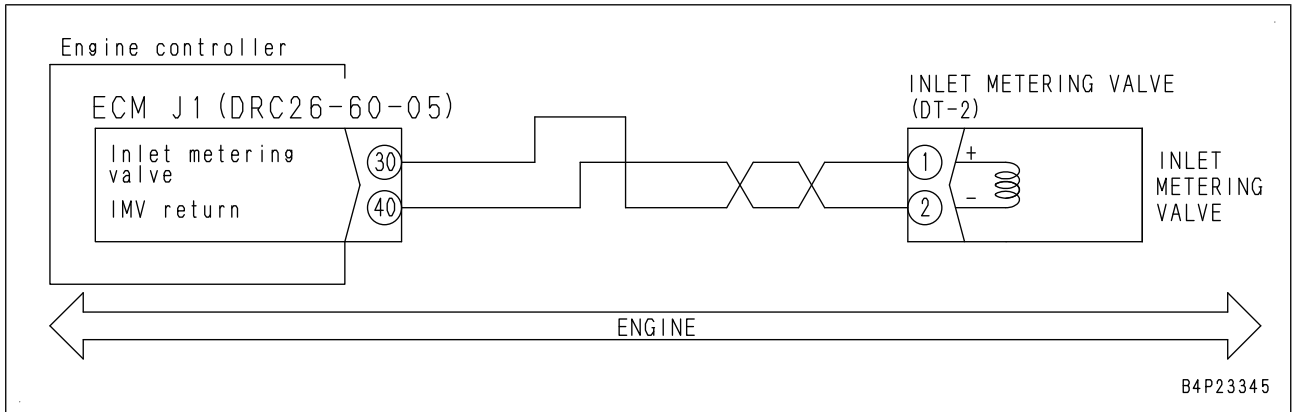 Engine controller
ECM J1 (DRC26-60-05)
Inlet metering
valve
30
IMV return
40
INLET METERING VALVE
(DT-2)
1
+
2
-
INLET
METERING
VALVE
ENGINE
B4P23345